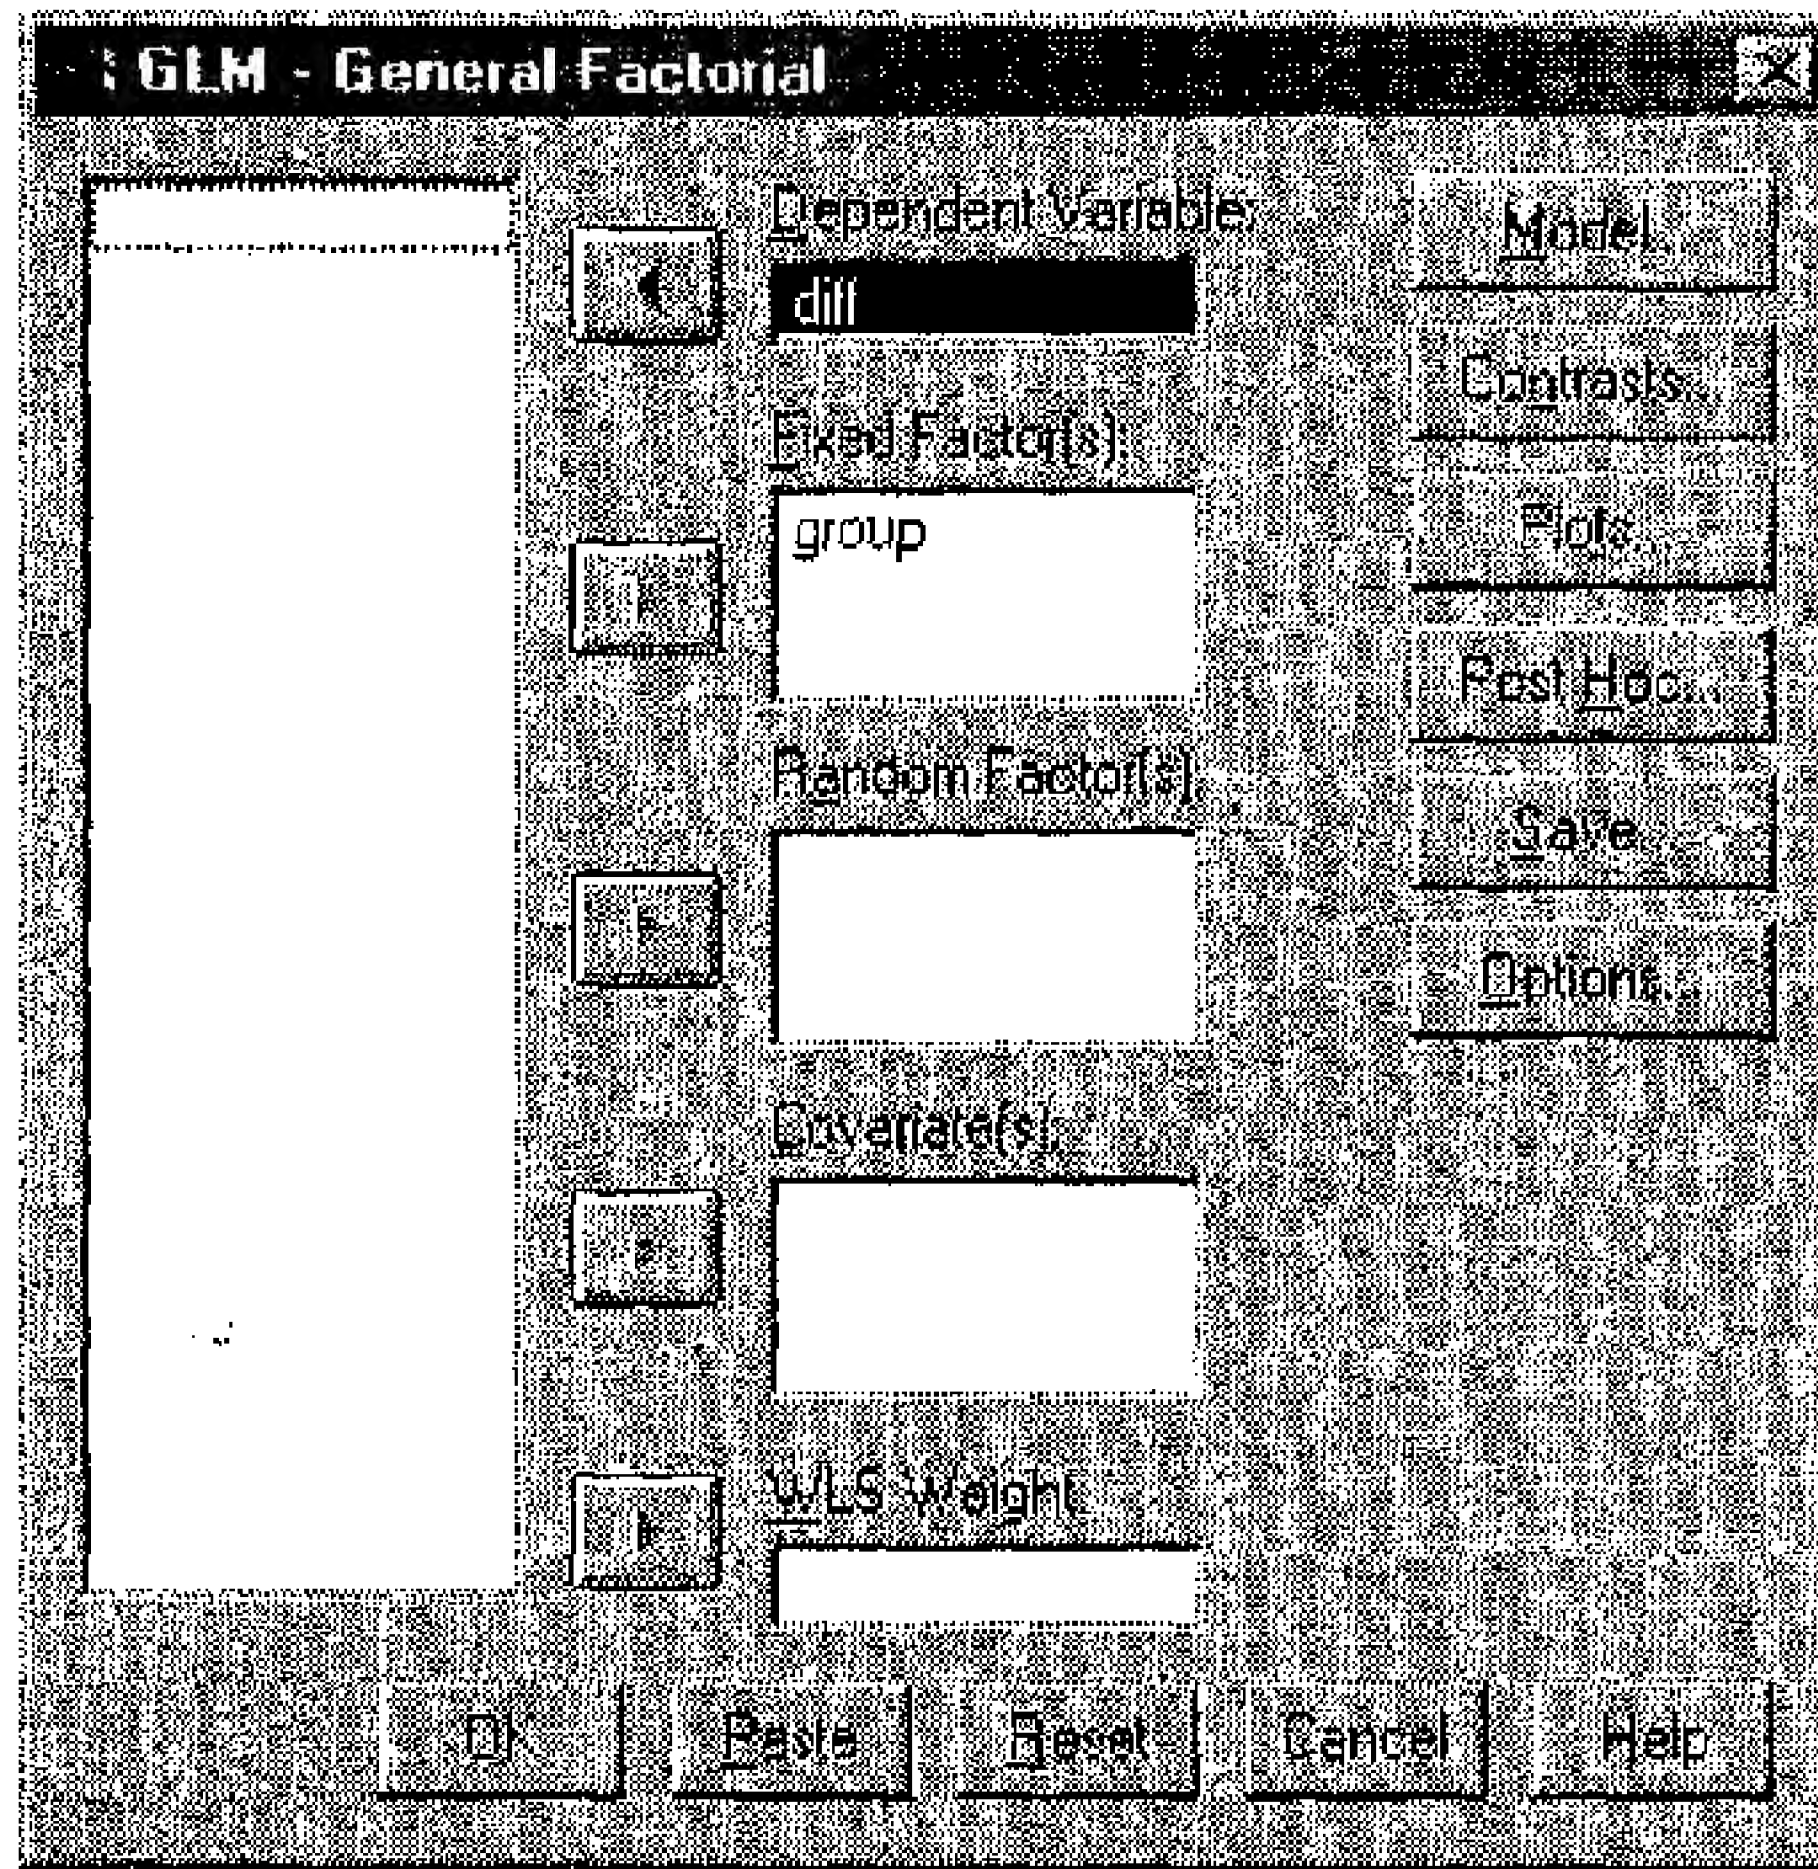 GLM - General Factorial
Dependent Variable:
diff
Fixed Factor(s):
group
Random Factor(s)
Covariate(s):
WLS Weight
Model...
Contrasts...
Plots...
Post Hoc...
Save...
Options...
OK
Paste
Reset
Cancel
Help